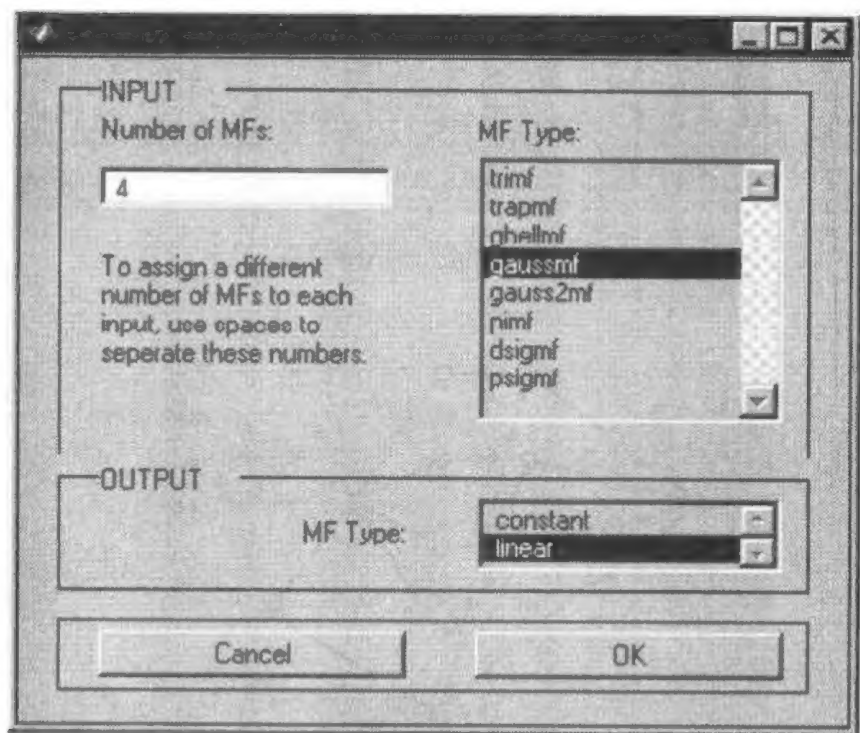 INPUT
Number of MFs:
4
To assign a different
number of MFs to each
input, use spaces to
seperate these numbers.
MF Type:
trimf
trapmf
gbellmf
gaussmf
gauss2mf
pimf
dsigmf
psigmf
OUTPUT
MF Type:
constant
linear
Cancel
OK